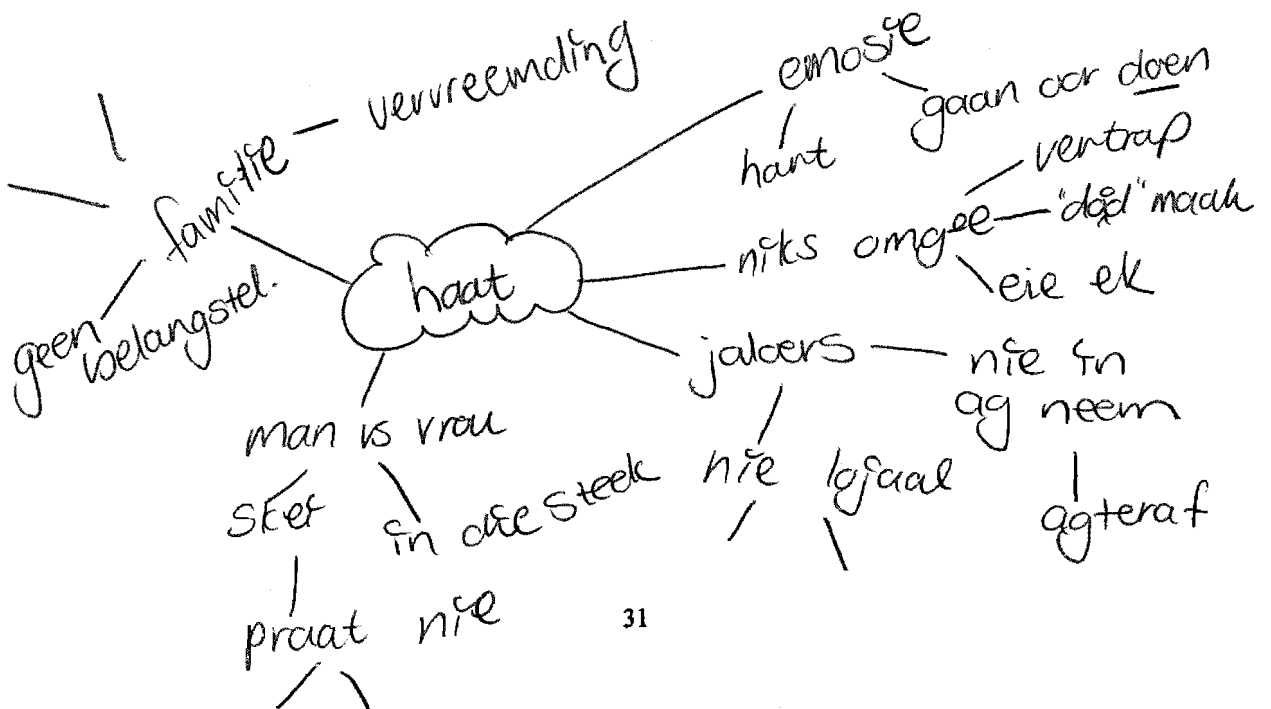 emosie
vervreemding
gaan oor doen
hart
familie
vertrap
"dood" maak
niks omgee
haat
eie ek
geen
belangstel.
jaloers
nie in
ag neem
man vs vrou
nie lojaal
in die steek
agteraf
praat nie
31